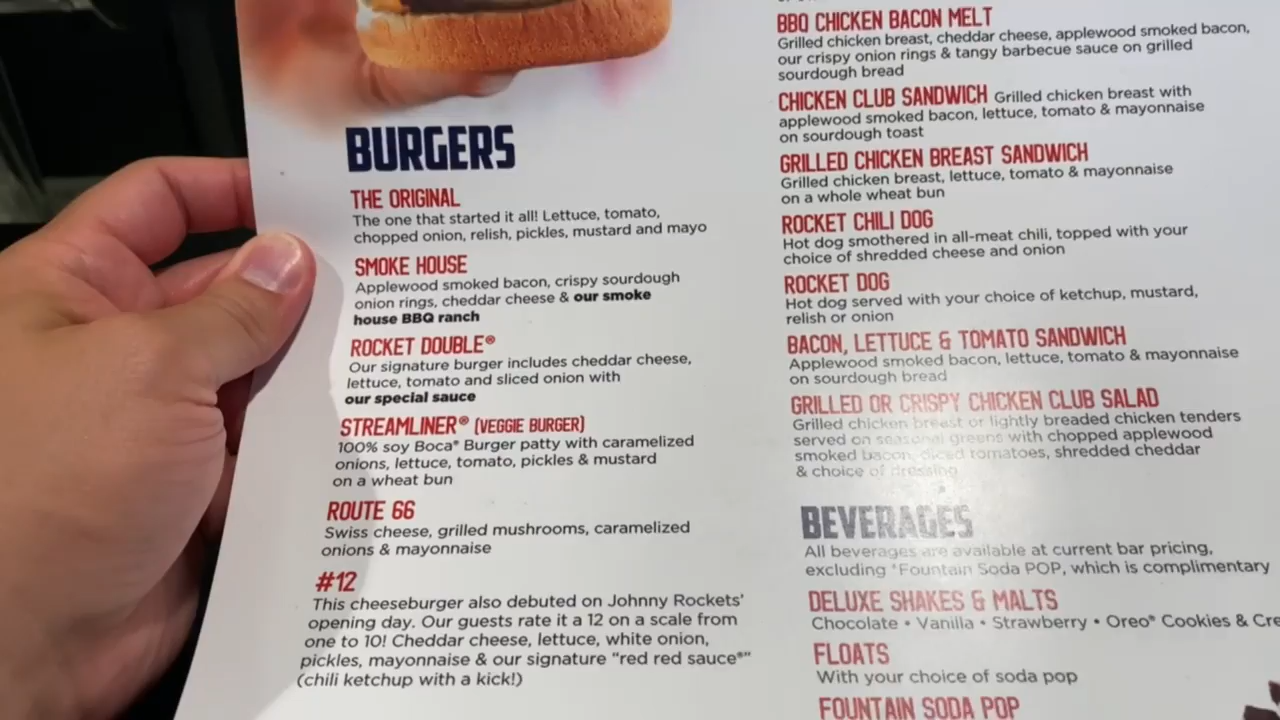 BURGERS
THE ORIGINAL
The one that started it all! Lettuce, tomato,
chopped onion, relish, pickles, mustard and mayo
SMOKE HOUSE
Applewood smoked bacon, crispy sourdough
onion rings, cheddar cheese & our smoke
house BBQ ranch
ROCKET DOUBLE®
Our signature burger includes cheddar cheese,
lettuce, tomato and sliced onion with
our special sauce
STREAMLINER® (VEGGIE BURGER)
100% soy Boca® Burger patty with caramelized
onions, lettuce, tomato, pickles & mustard
on a wheat bun
ROUTE 66
Swiss cheese, grilled mushrooms, caramelized
onions & mayonnaise
#12
This cheeseburger also debuted on Johnny Rockets'
opening day. Our guests rate it a 12 on a scale from
one to 10! Cheddar cheese, lettuce, white onion,
pickles, mayonnaise & our signature "red red sauce®"
(chili ketchup with a kick!)
BBQ CHICKEN BACON MELT
Grilled chicken breast, cheddar cheese, applewood smoked bacon,
our crispy onion rings & tangy barbecue sauce on grilled
sourdough bread
CHICKEN CLUB SANDWICH Grilled chicken breast with
applewood smoked bacon, lettuce, tomato & mayonnaise
on sourdough toast
GRILLED CHICKEN BREAST SANDWICH
Grilled chicken breast, lettuce, tomato & mayonnaise
on a whole wheat bun
ROCKET CHILI DOG
Hot dog smothered in all-meat chili, topped with your
choice of shredded cheese and onion
ROCKET DOG
Hot dog served with your choice of ketchup, mustard,
relish or onion
BACON, LETTUCE & TOMATO SANDWICH
Applewood smoked bacon, lettuce, tomato & mayonnaise
on sourdough bread
GRILLED OR CRISPY CHICKEN CLUB SALAD
Grilled chicken breast or lightly breaded chicken tenders
served on seasonal greens with chopped applewood
smoked bacon, diced tomatoes, shredded cheddar
& choice of dressing
BEVERAGES
All beverages are available at current bar pricing,
excluding *Fountain Soda POP, which is complimentary
DELUXE SHAKES & MALTS
Chocolate • Vanilla • Strawberry • Oreo® Cookies & Cre
FLOATS
With your choice of soda pop
FOUNTAIN SODA POP